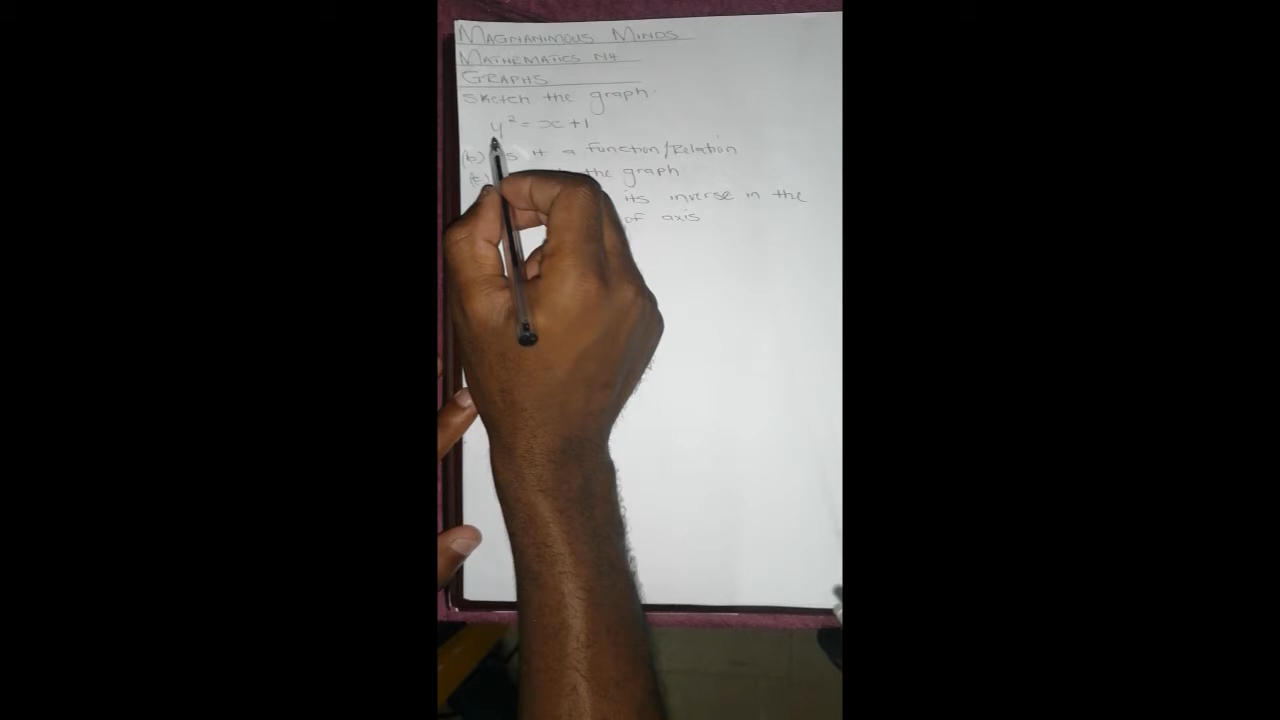 MAGNANIMOUS MINDS
MATHEMATICS N4
GRAPHS
Sketch the graph.
y² = x + 1
(b) Is it a Function/Relation
(c) the graph
its inverse in the
of axis